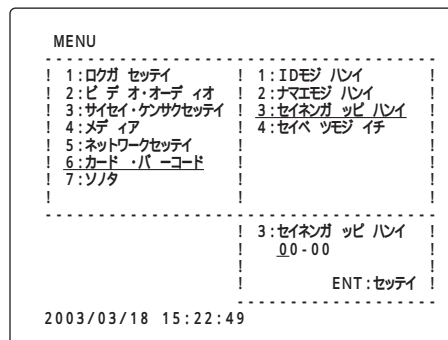 MENU
- - - - - - - - - - - - - - - - - - - - - - - - - - - - - - - - - - -
! 1:ロクガ セッテイ ! 1:IDモジ ハンイ !
! 2:ビデオ・オーディオ ! 2:ナマエモジ ハンイ !
! 3:サイセイ・ケンサクセッテイ ! 3:セイネンガッピ ハンイ !
! 4:メディア ! 4:セイベツモジ イチ !
! 5:ネットワークセッテイ ! !
! 6:カード・バーコード ! !
! 7:ソノタ ! !
! ! !
- - - - - - - - - - - - - - - - - - - - - - - - - - - - - - - - - - -
! 3:セイネンガッピ ハンイ !
! 00-00 !
! !
! ENT:セッテイ !
- - - - - - - - - - - - - - - - - -
2003/03/18 15:22:49